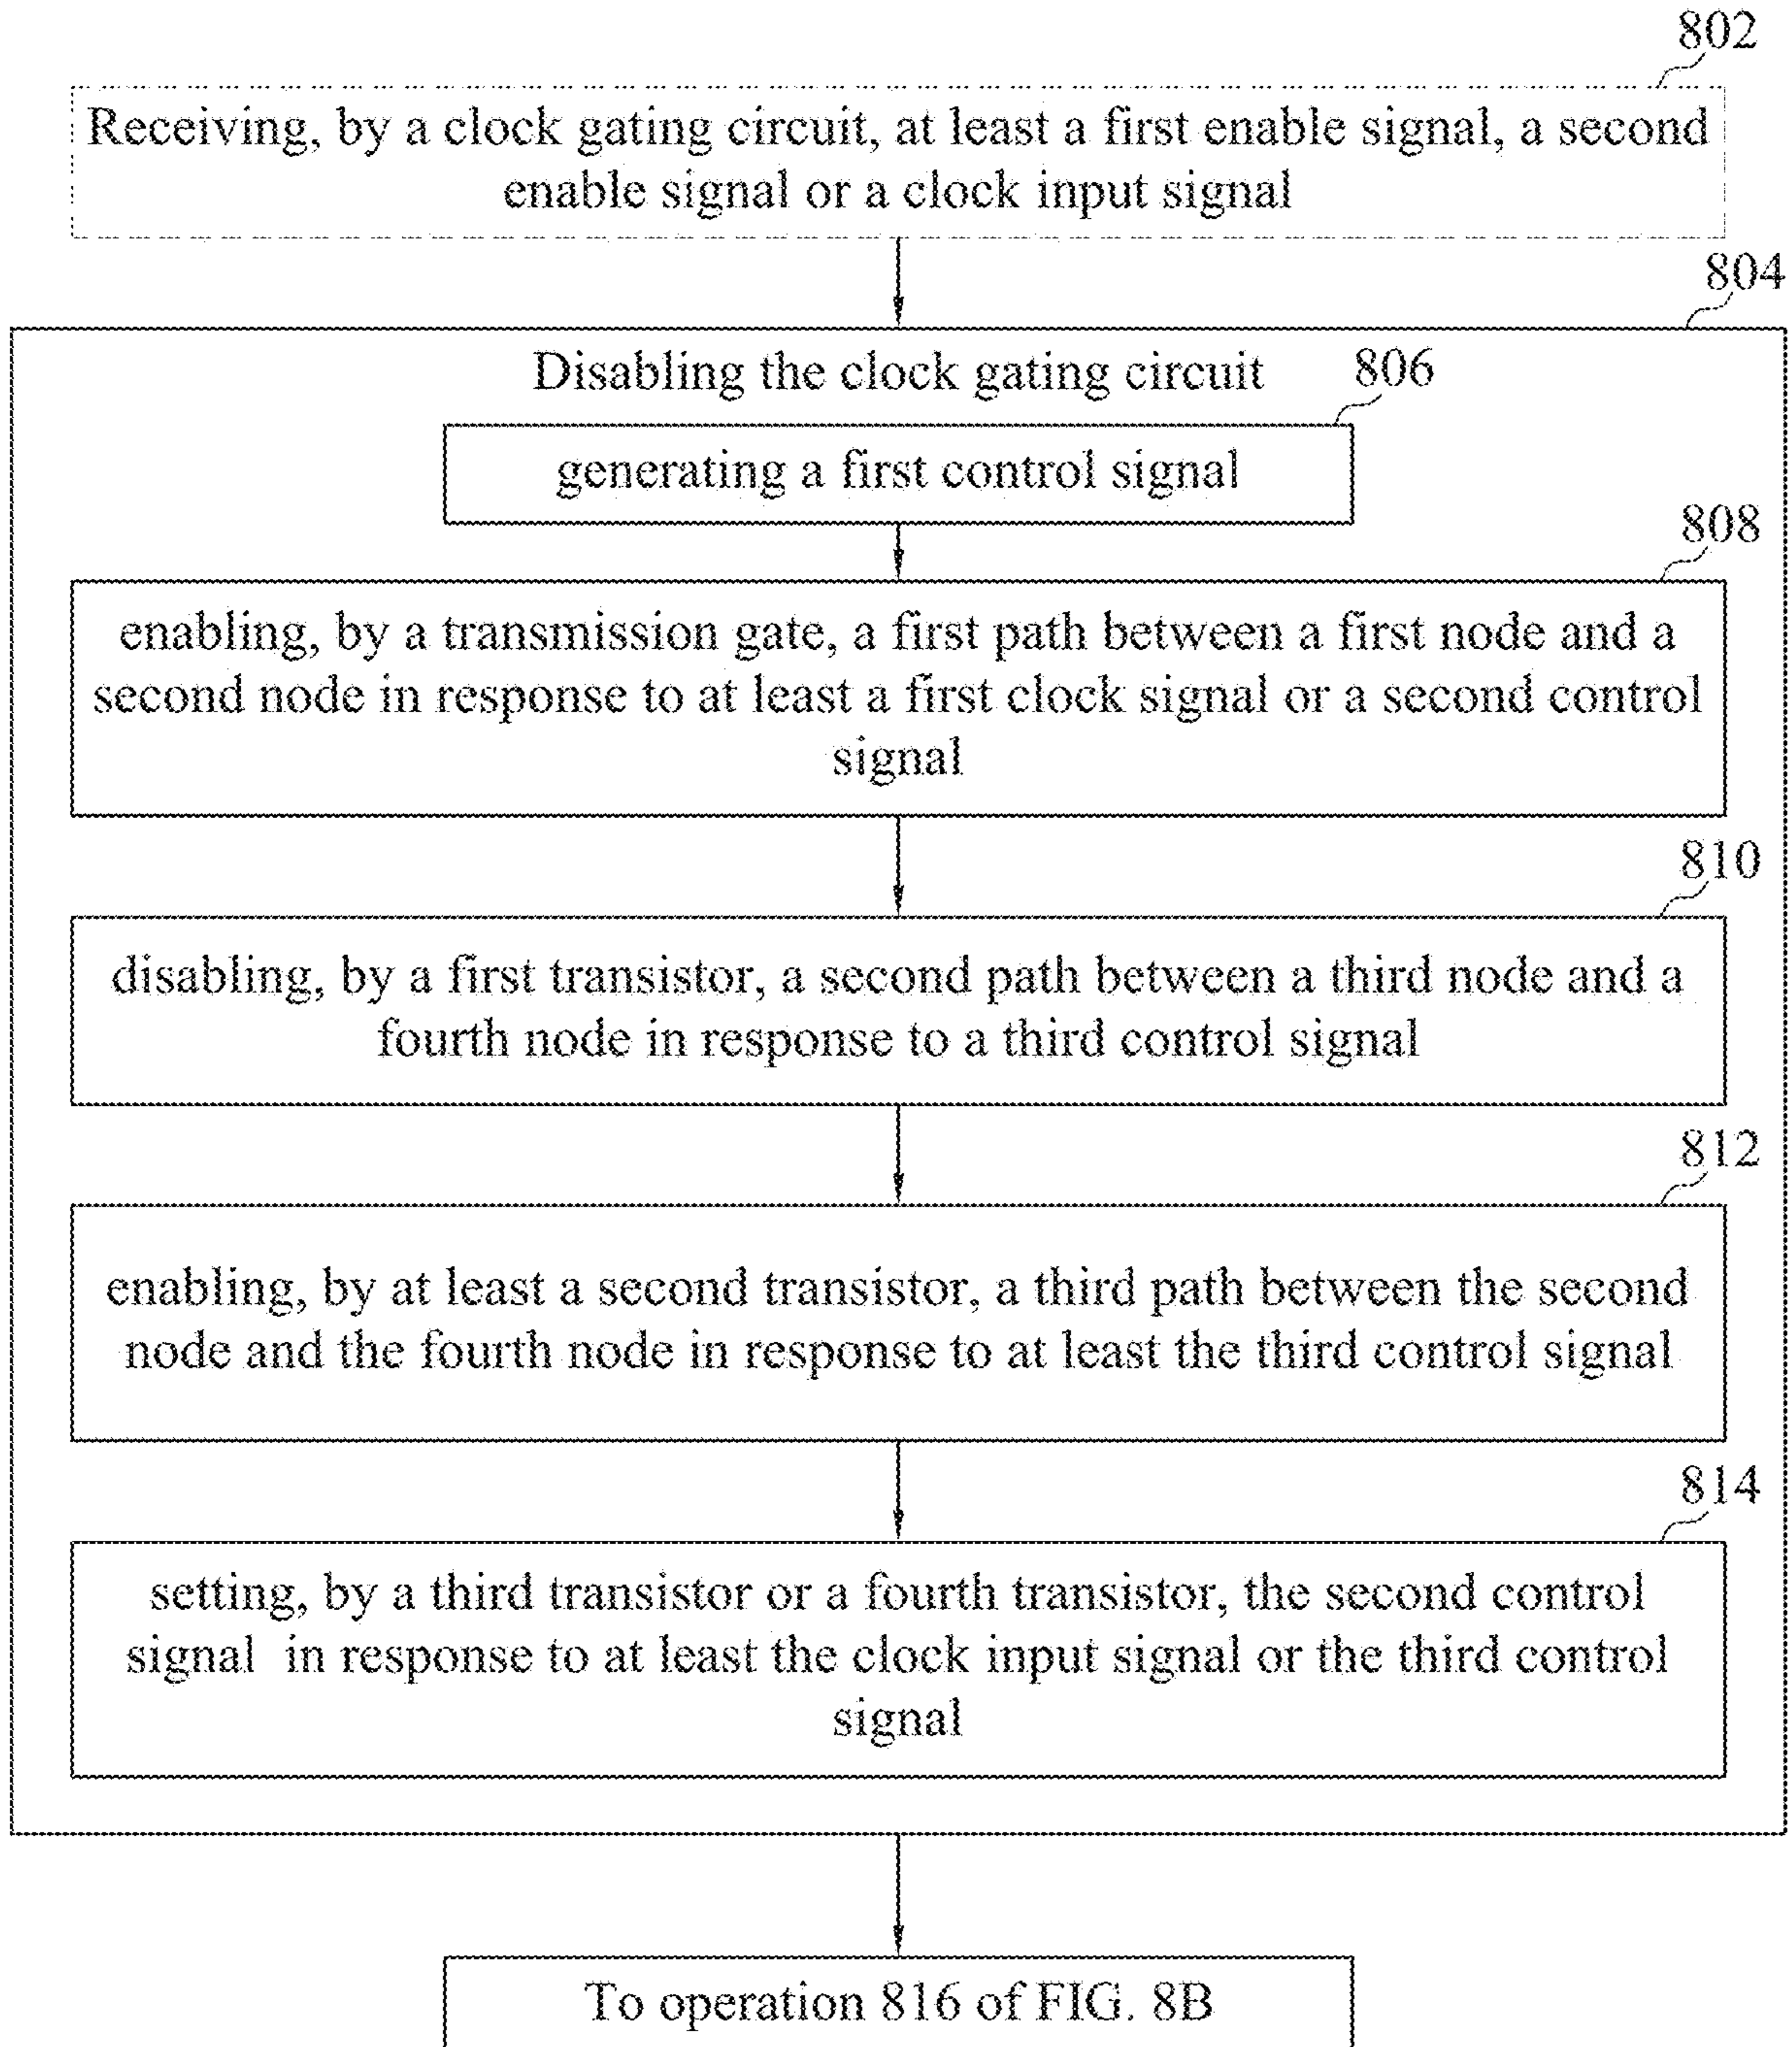 802
Receiving, by a clock gating circuit, at least a first enable signal, a second
enable signal or a clock input signal
804
Disabling the clock gating circuit
806
generating a first control signal
808
enabling, by a transmission gate, a first path between a first node and a
second node in response to at least a first clock signal or a second control
signal
810
disabling, by a first transistor, a second path between a third node and a
fourth node in response to a third control signal
812
enabling, by at least a second transistor, a third path between the second
node and the fourth node in response to at least the third control signal
814
setting, by a third transistor or a fourth transistor, the second control
signal in response to at least the clock input signal or the third control
signal
To operation 816 of FIG. 8B